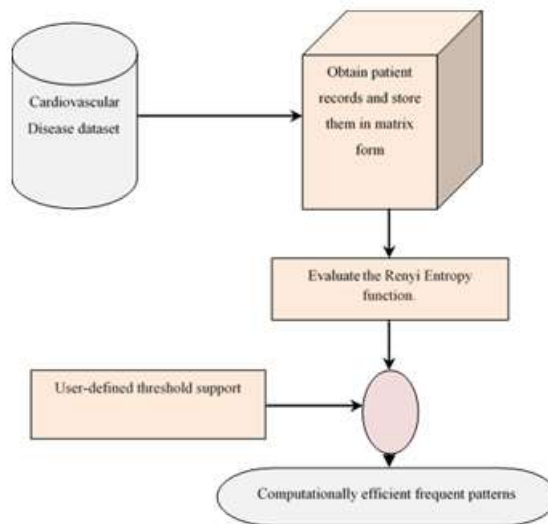 Cardiovascular
Disease dataset
Obtain patient
records and store
them in matrix
form
Evaluate the Renyi Entropy
function.
User-defined threshold support
Computationally efficient frequent patterns